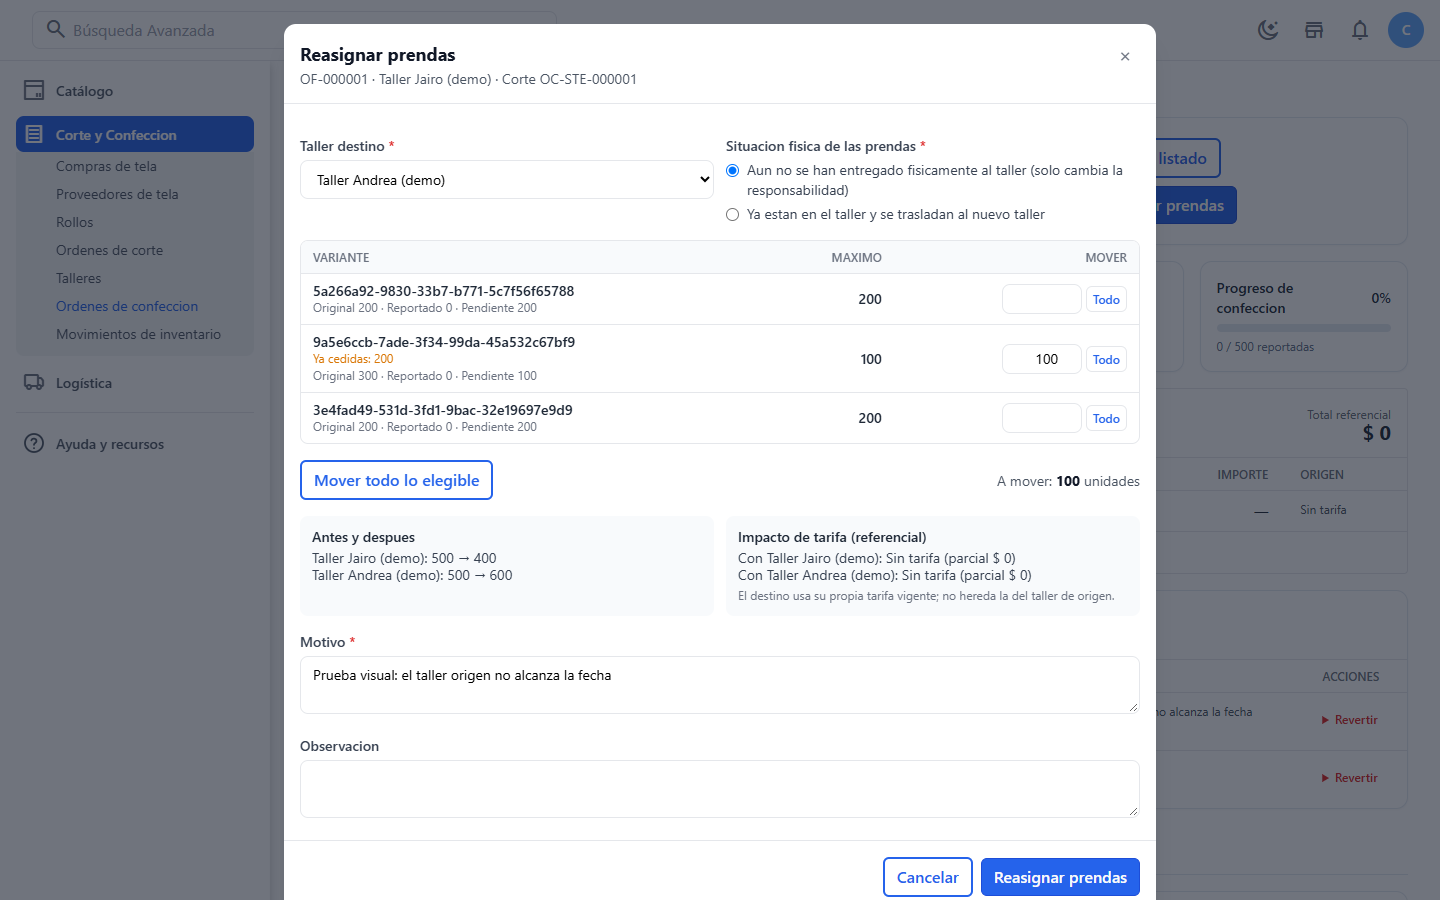 Búsqueda Avanzada
C
Catálogo
Corte y Confeccion
Compras de tela
Proveedores de tela
Rollos
Ordenes de corte
Talleres
Ordenes de confeccion
Movimientos de inventario
Logística
Ayuda y recursos
Reasignar prendas
×
OF-000001 · Taller Jairo (demo) · Corte OC-STE-000001
Taller destino *
Taller Andrea (demo)
Situacion fisica de las prendas *
Aun no se han entregado fisicamente al taller (solo cambia la
responsabilidad)
Ya estan en el taller y se trasladan al nuevo taller
VARIANTE MAXIMO MOVER
5a266a92-9830-33b7-b771-5c7f56f65788
Original 200 · Reportado 0 · Pendiente 200
200
Todo
9a5e6ccb-7ade-3f34-99da-45a532c67bf9
Ya cedidas: 200
Original 300 · Reportado 0 · Pendiente 100
100
100
Todo
3e4fad49-531d-3fd1-9bac-32e19697e9d9
Original 200 · Reportado 0 · Pendiente 200
200
Todo
Mover todo lo elegible
A mover: 100 unidades
Antes y despues
Taller Jairo (demo): 500 → 400
Taller Andrea (demo): 500 → 600
Impacto de tarifa (referencial)
Con Taller Jairo (demo): Sin tarifa (parcial $ 0)
Con Taller Andrea (demo): Sin tarifa (parcial $ 0)
El destino usa su propia tarifa vigente; no hereda la del taller de origen.
Motivo *
Prueba visual: el taller origen no alcanza la fecha
Observacion
Cancelar
Reasignar prendas
listado
r prendas
Progreso de
confeccion
0%
0 / 500 reportadas
Total referencial
$ 0
IMPORTE ORIGEN
— Sin tarifa
ACCIONES
no alcanza la fecha
Revertir
Revertir